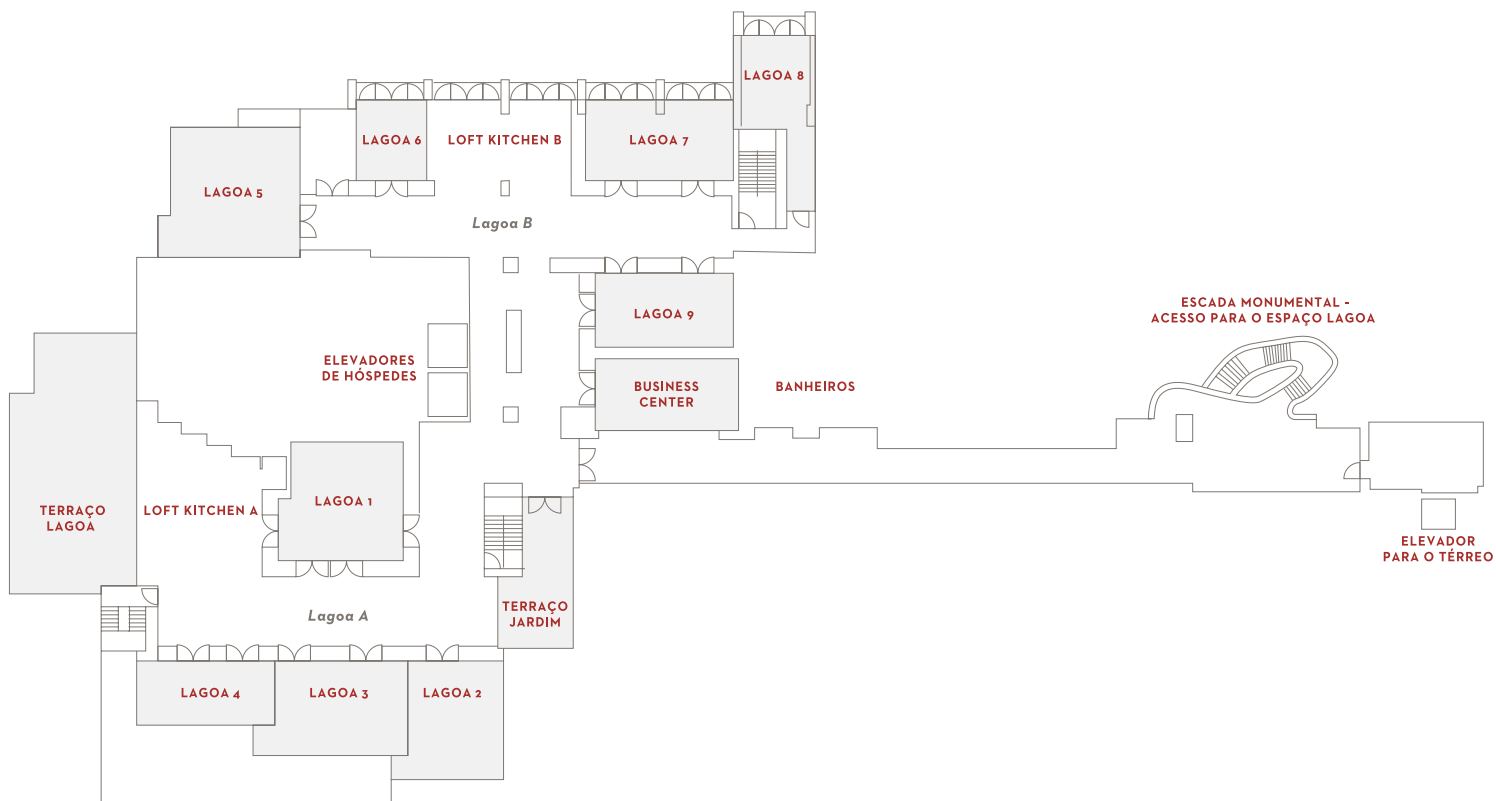 LAGOA 8
LAGOA 6
LOFT KITCHEN B
LAGOA 7
LAGOA 5
Lagoa B
LAGOA 9
ESCADA MONUMENTAL -
ACESSO PARA O ESPAÇO LAGOA
ELEVADORES
DE HÓSPEDES
BUSINESS
CENTER
BANHEIROS
TERRAÇO
LAGOA
LOFT KITCHEN A
LAGOA 1
ELEVADOR
PARA O TÉRREO
Lagoa A
TERRAÇO
JARDIM
LAGOA 4
LAGOA 3
LAGOA 2